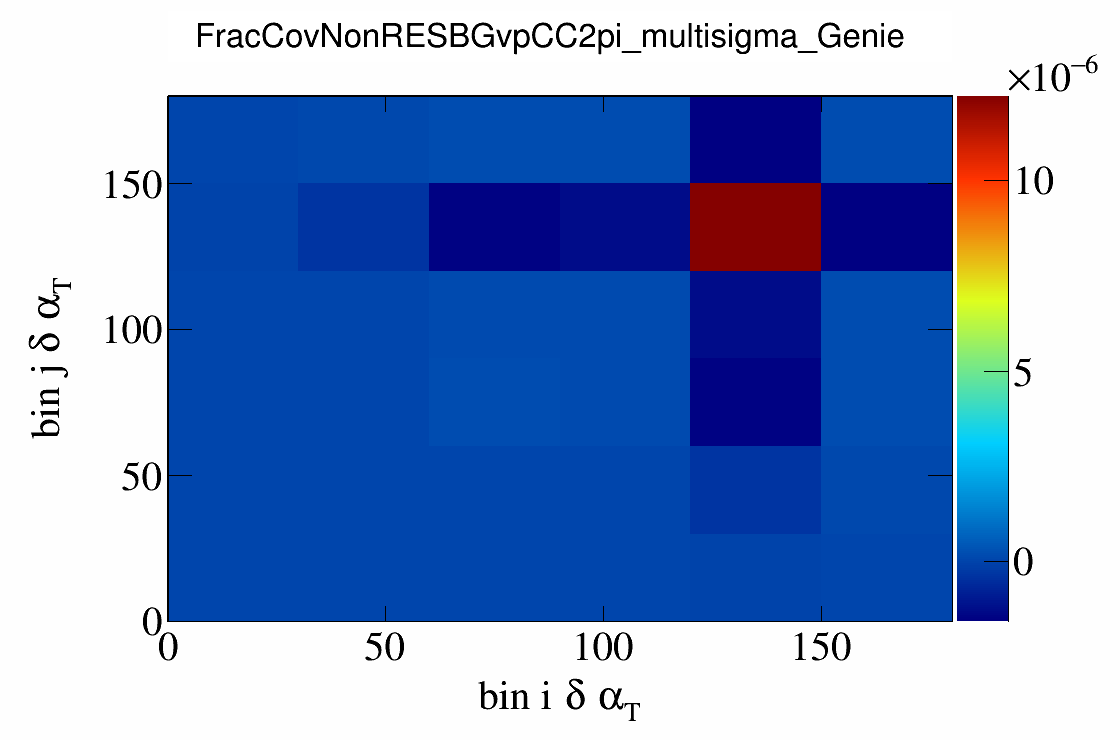 FracCovNonRESBGvpCC2pi_multisigma_Genie
×10⁻⁶
150
100
50
0
10
5
0
0 50 100 150
bin j δ α_T
bin i δ α_T